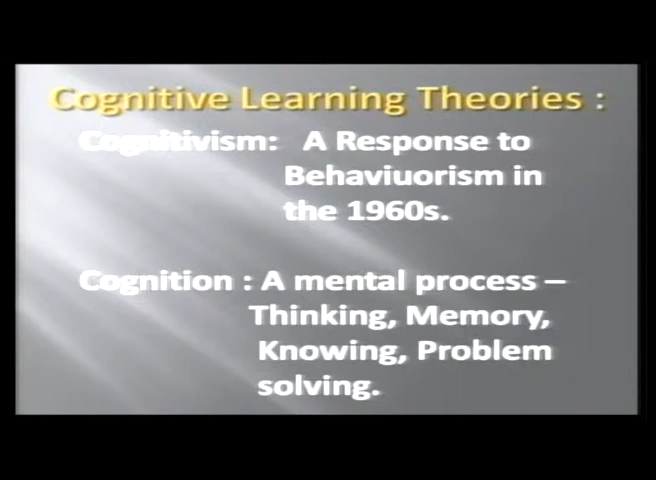 Cognitive Learning Theories :
Cognitivism: A Response to
Behaviuorism in
the 1960s.
Cognition : A mental process –
Thinking, Memory,
Knowing, Problem
solving.